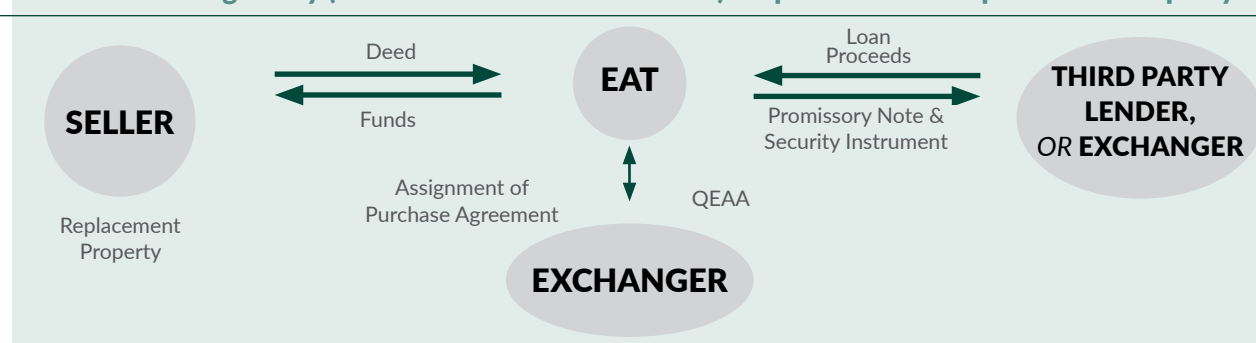 Deed
Loan
Proceeds
SELLER
EAT
THIRD PARTY
LENDER,
OR EXCHANGER
Funds
Promissory Note &
Security Instrument
Assignment of
Purchase Agreement
QEAA
Replacement
Property
EXCHANGER